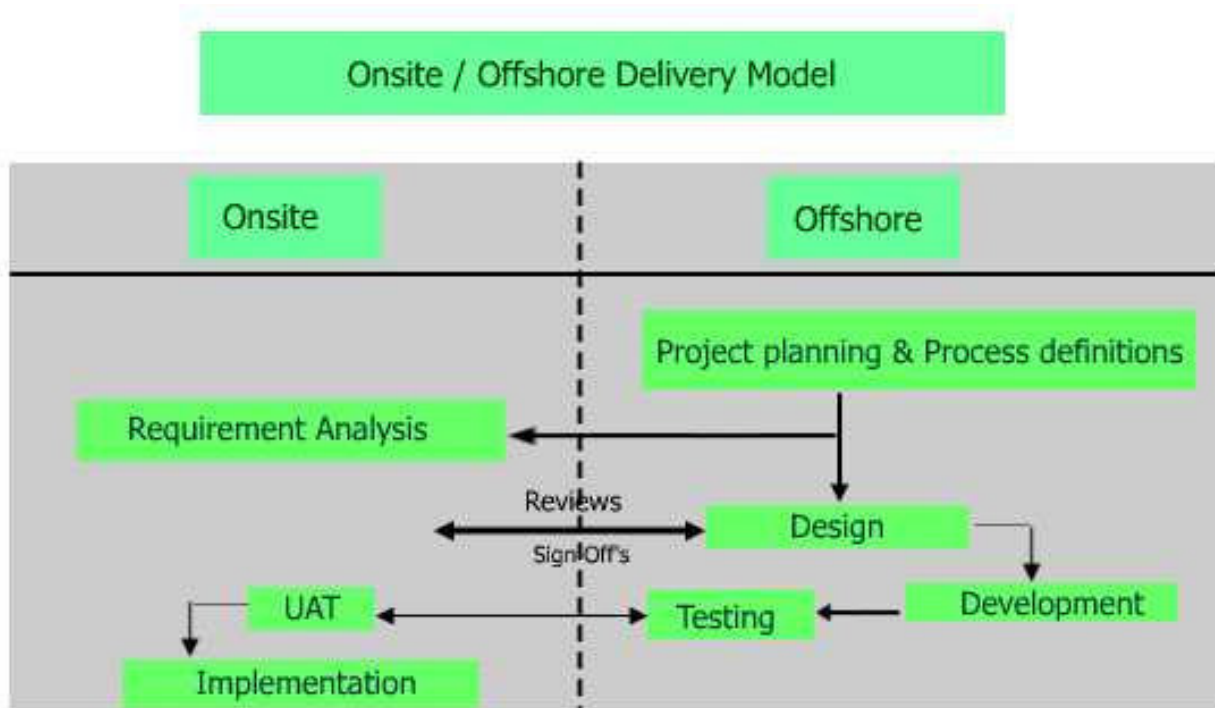 Onsite / Offshore Delivery Model
Onsite
Offshore
Project planning & Process definitions
Requirement Analysis
Reviews
Sign Off's
Design
UAT
Testing
Development
Implementation